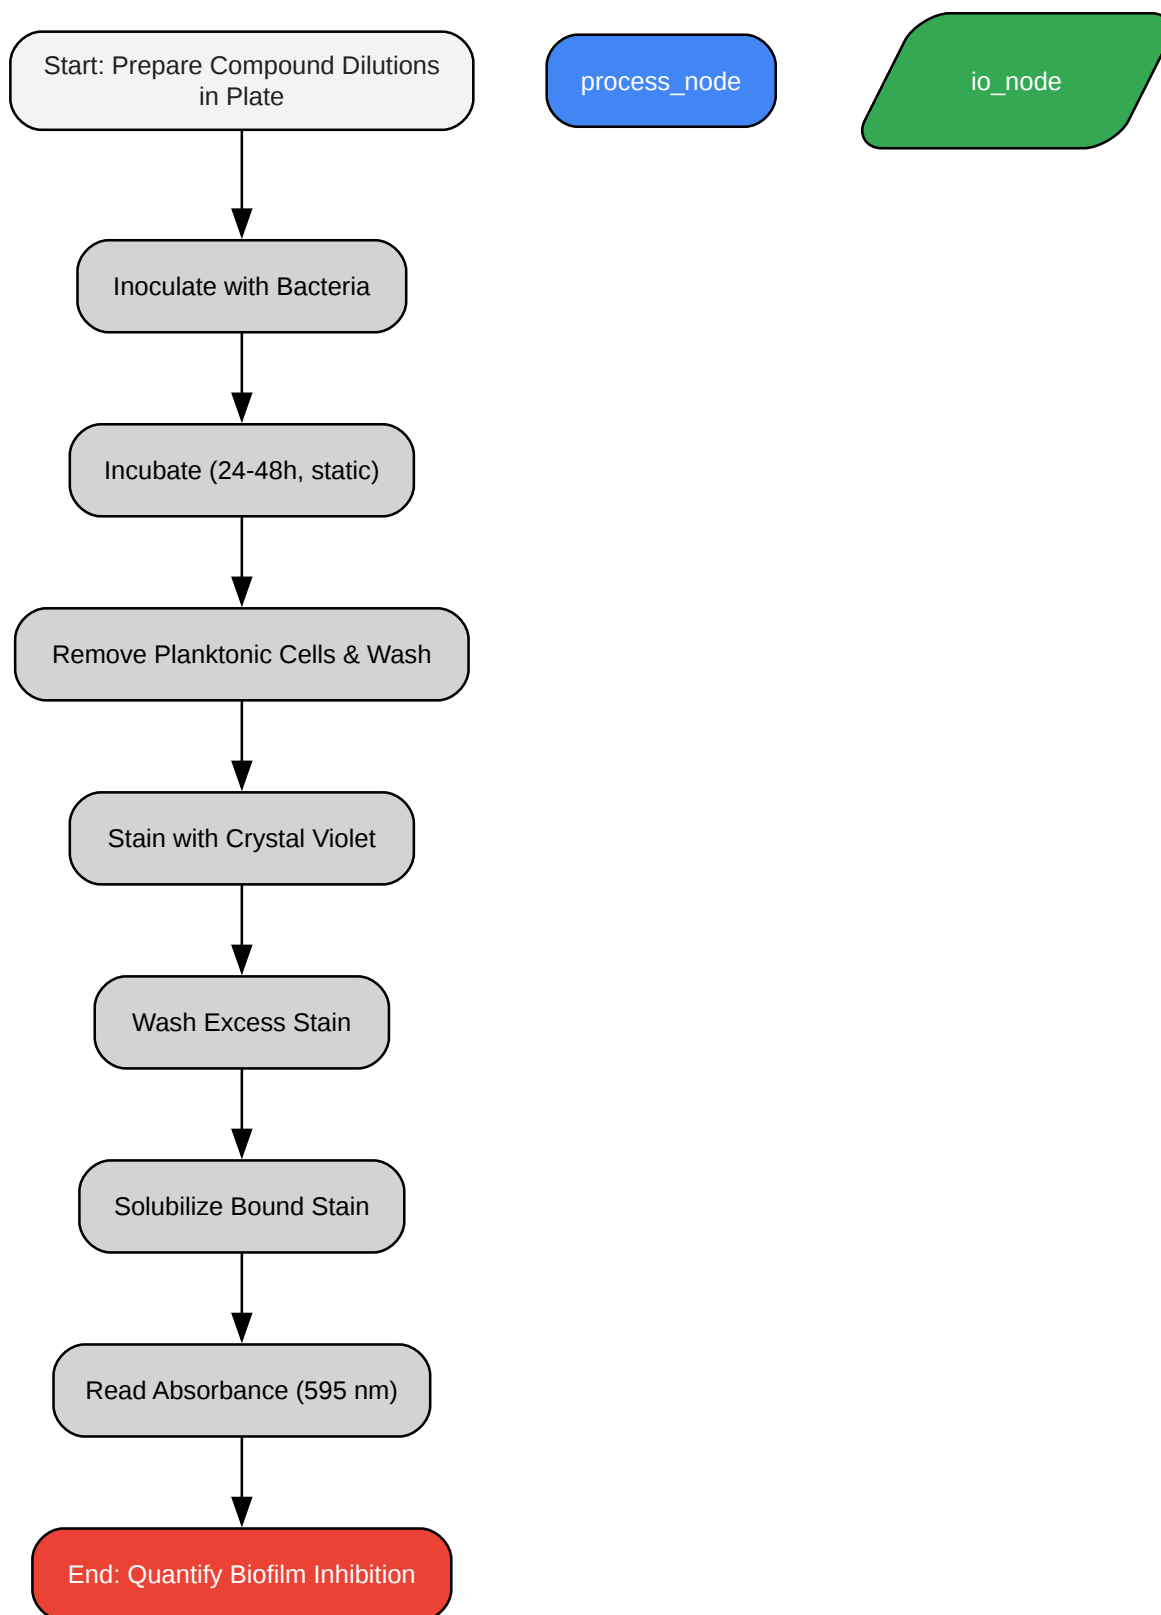 Start: Prepare Compound Dilutions
in Plate
process_node
io_node
Inoculate with Bacteria
Incubate (24-48h, static)
Remove Planktonic Cells & Wash
Stain with Crystal Violet
Wash Excess Stain
Solubilize Bound Stain
Read Absorbance (595 nm)
End: Quantify Biofilm Inhibition